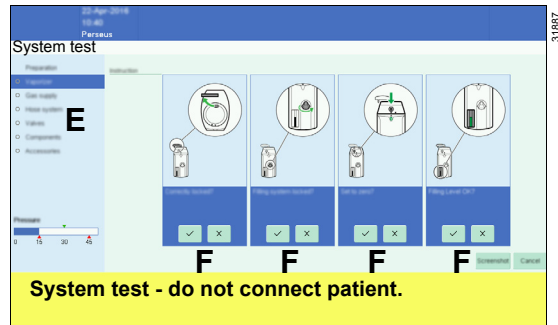 22-Apr-2016
10:40
Perseus
System test
31887
Preparation
Instruction
Vaporizer
Gas supply
Hose system
Valves
Components
Accessories
E
Correctly locked?
Filling system locked?
Set to zero?
Filling Level OK?
Pressure
0 15 30 45
F F F F
Screenshot Cancel
System test - do not connect patient.